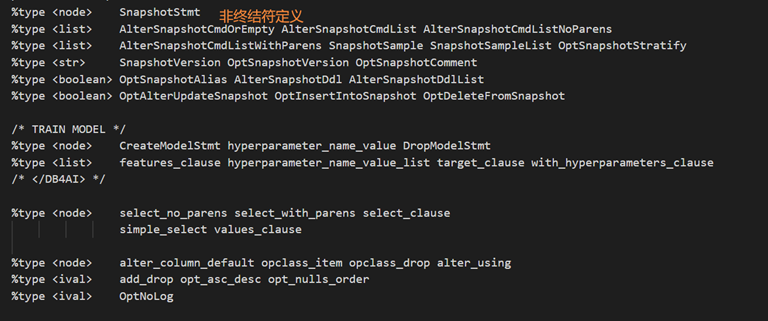 %type <node>    SnapshotStmt    非终结符定义
%type <list>    AlterSnapshotCmdOrEmpty AlterSnapshotCmdList AlterSnapshotCmdListNoParens
%type <list>    AlterSnapshotCmdListWithParens SnapshotSample SnapshotSampleList OptSnapshotStratify
%type <str>     SnapshotVersion OptSnapshotVersion OptSnapshotComment
%type <boolean> OptSnapshotAlias AlterSnapshotDdl AlterSnapshotDdlList
%type <boolean> OptAlterUpdateSnapshot OptInsertIntoSnapshot OptDeleteFromSnapshot
/* TRAIN MODEL */
%type <node>    CreateModelStmt hyperparameter_name_value DropModelStmt
%type <list>    features_clause hyperparameter_name_value_list target_clause with_hyperparameters_clause
/* </DB4AI> */
%type <node>    select_no_parens select_with_parens select_clause
                simple_select values_clause
%type <node>    alter_column_default opclass_item opclass_drop alter_using
%type <ival>    add_drop opt_asc_desc opt_nulls_order
%type <ival>    OptNoLog